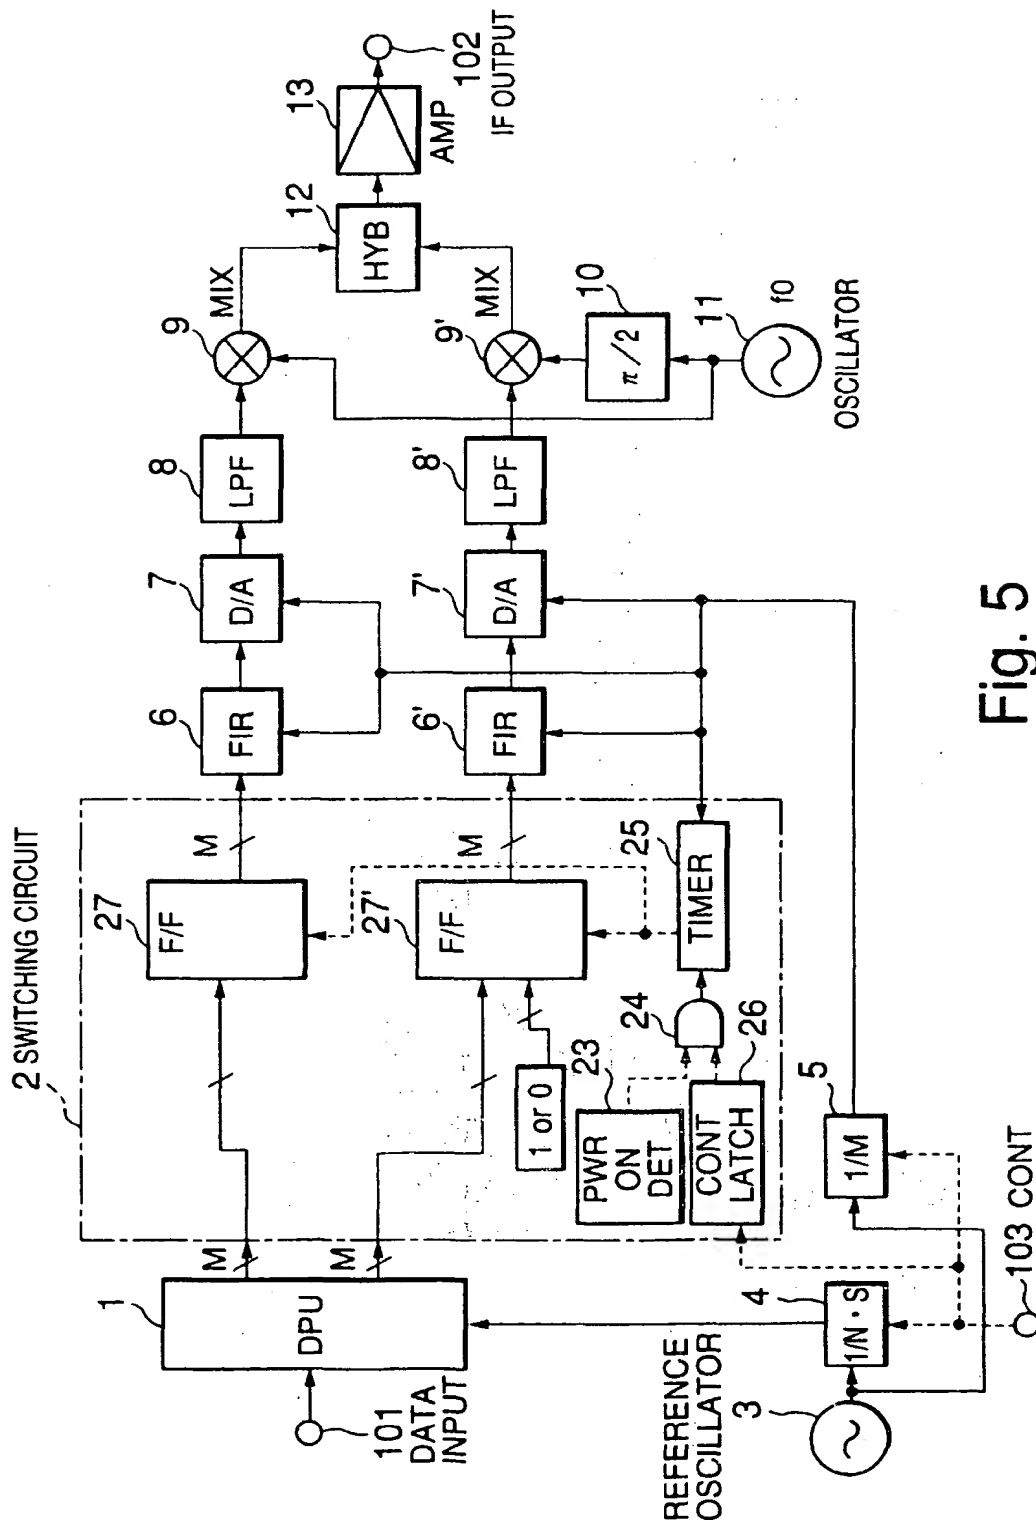 2 SWITCHING CIRCUIT
101
DATA
INPUT
1
DPU
M
M
27
F/F
27'
F/F
M
M
1 or 0
23
PWR
ON
DET
CONT
LATCH
26
24
25
TIMER
6
FIR
7
D/A
8
LPF
9
MIX
6'
FIR
7'
D/A
8'
LPF
9'
MIX
10
π/2
11
f0
OSCILLATOR
12
HYB
13
AMP
102
IF OUTPUT
REFERENCE
OSCILLATOR
3
4
1/N・S
5
1/M
103 CONT
Fig. 5